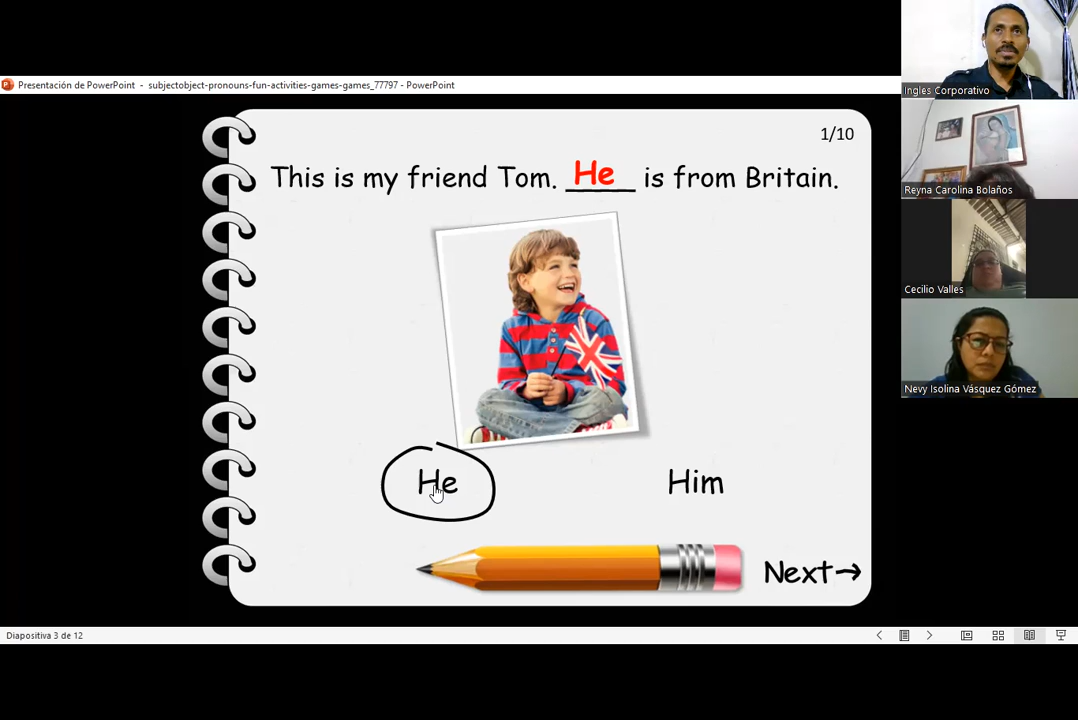 Presentación de PowerPoint - subjectobject-pronouns-fun-activities-games-games_77797 - PowerPoint
1/10
This is my friend Tom. He is from Britain.
He
Him
Next→
Diapositiva 3 de 12
Ingles Corporativo
Reyna Carolina Bolaños
Cecilio Valles
Nevy Isolina Vásquez Gómez